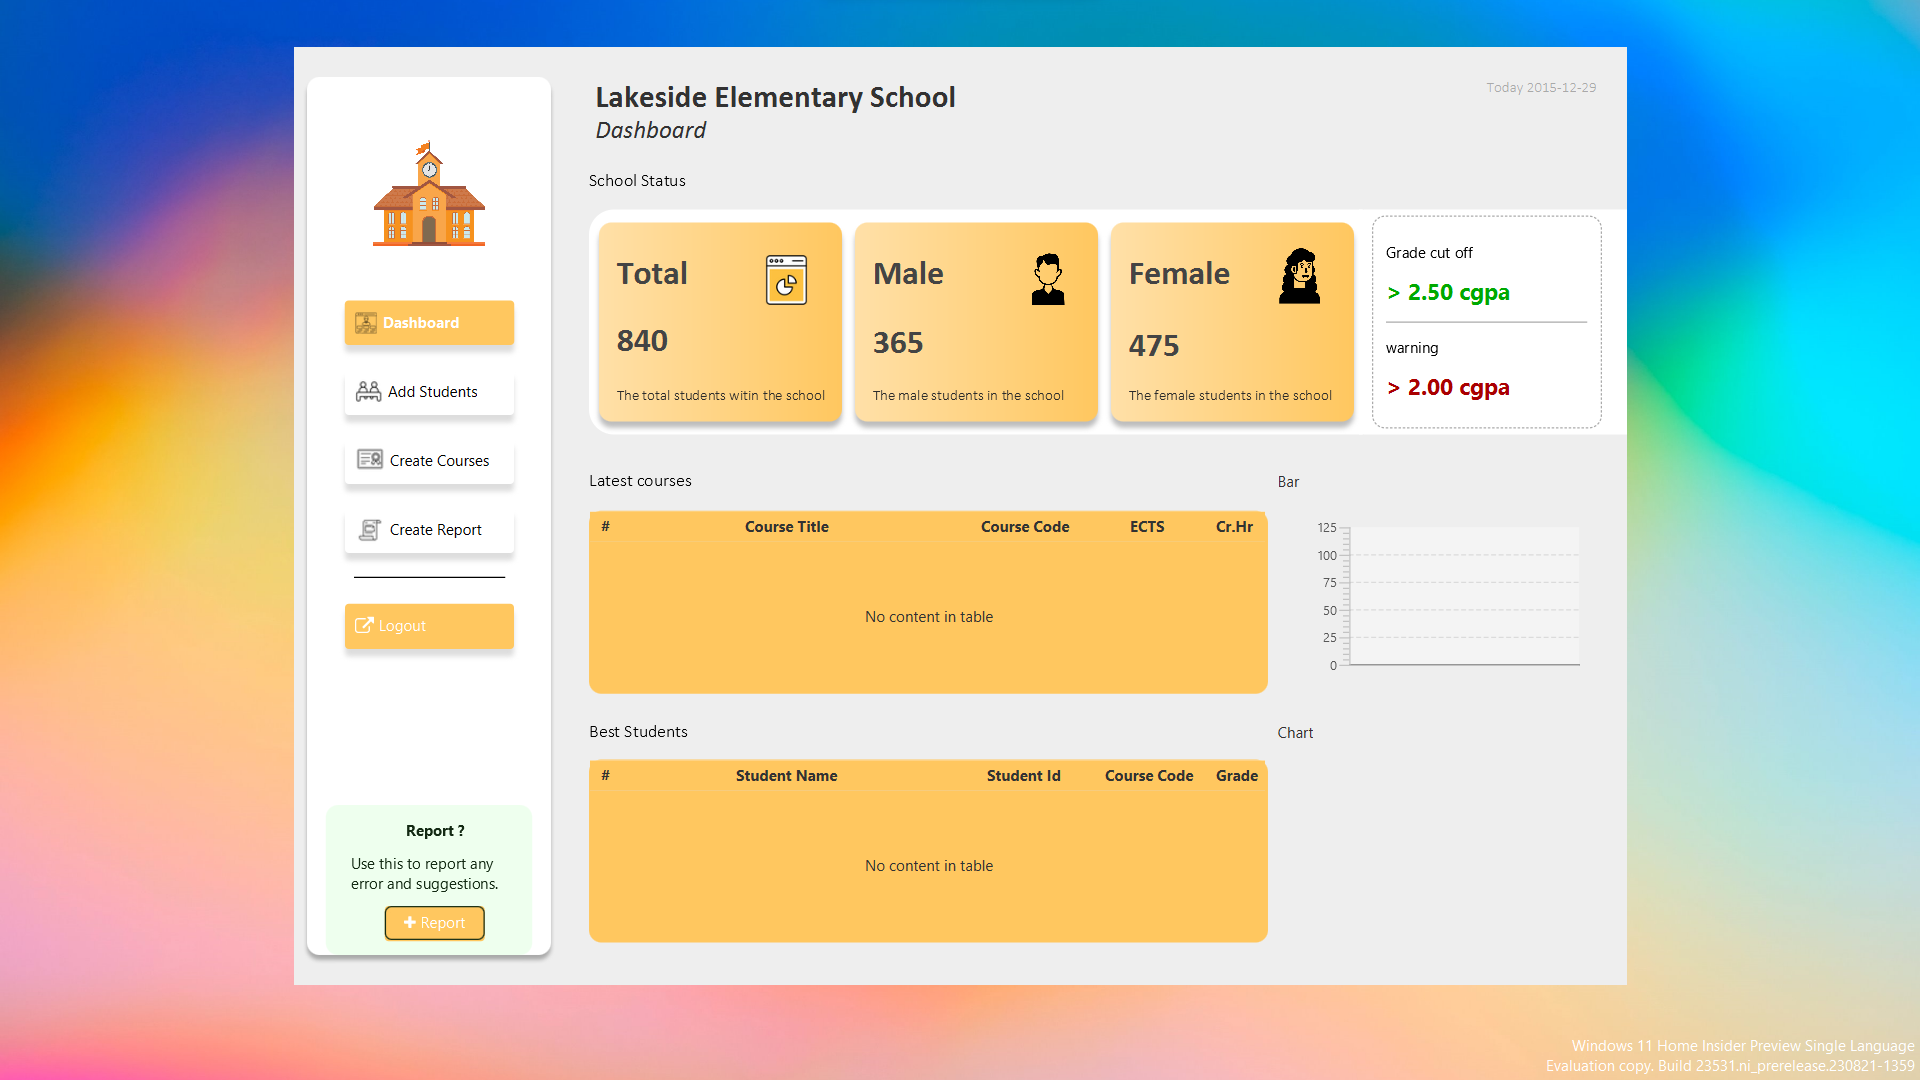 Lakeside Elementary School
Dashboard
Today 2015-12-29
School Status
Total
840
The total students witin the school
Male
365
The male students in the school
Female
475
The female students in the school
Grade cut off
> 2.50 cgpa
warning
> 2.00 cgpa
Dashboard
Add Students
Create Courses
Create Report
Logout
Report ?
Use this to report any
error and suggestions.
Report
Latest courses
# Course Title Course Code ECTS Cr.Hr
No content in table
Bar
125
100
75
50
25
0
Best Students
# Student Name Student Id Course Code Grade
No content in table
Chart
Windows 11 Home Insider Preview Single Language
Evaluation copy. Build 23531.ni_prerelease.230821-1359